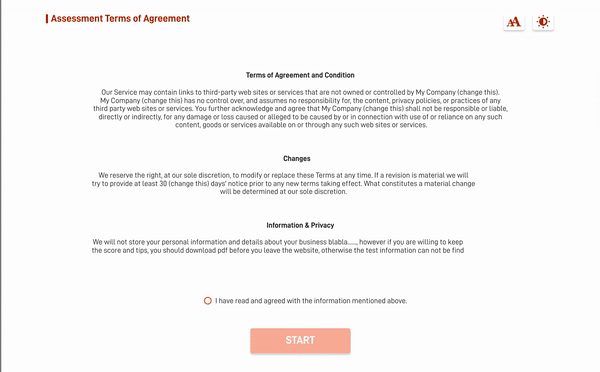 Assessment Terms of Agreement
AA
Terms of Agreement and Condition
Our Service may contain links to third-party web sites or services that are not owned or controlled by My Company (change this).
My Company (change this) has no control over, and assumes no responsibility for, the content, privacy policies, or practices of any
third party web sites or services. You further acknowledge and agree that My Company (change this) shall not be responsible or liable,
directly or indirectly, for any damage or loss caused or alleged to be caused by or in connection with use of or reliance on any such
content, goods or services available on or through any such web sites or services.
Changes
We reserve the right, at our sole discretion, to modify or replace these Terms at any time. If a revision is material we will
try to provide at least 30 (change this) days' notice prior to any new terms taking effect. What constitutes a material change
will be determined at our sole discretion.
Information & Privacy
We will not store your personal information and details about your business blabla......, however if you are willing to keep
the score and tips, you should download pdf before you leave the website, otherwise the test information can not be find
I have read and agreed with the information mentioned above.
START